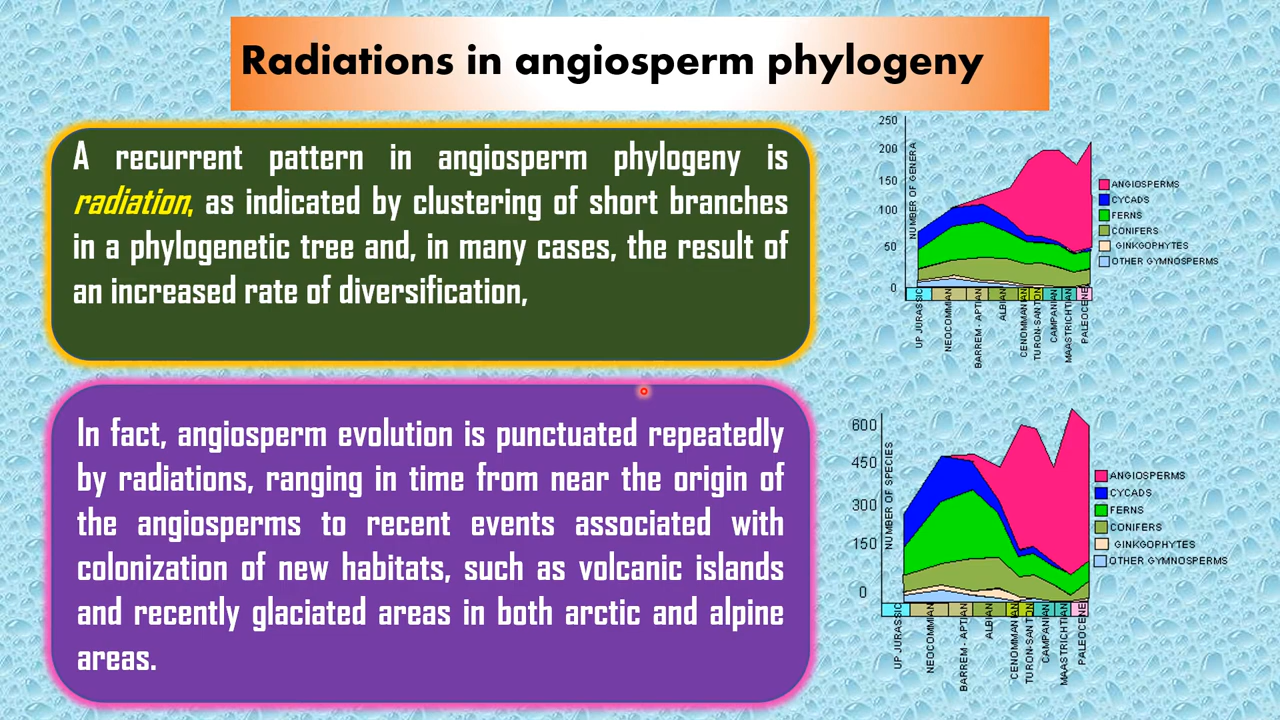 Radiations in angiosperm phylogeny
A recurrent pattern in angiosperm phylogeny is
radiation, as indicated by clustering of short branches
in a phylogenetic tree and, in many cases, the result of
an increased rate of diversification,
In fact, angiosperm evolution is punctuated repeatedly
by radiations, ranging in time from near the origin of
the angiosperms to recent events associated with
colonization of new habitats, such as volcanic islands
and recently glaciated areas in both arctic and alpine
areas.
250
200
150
100
50
0
NUMBER OF GENERA
UP JURASSIC
NEOCOMMIAN
BARREM - APTIAN
ALBIAN
CENOMMANIAN
TURON-SANTON
CAMPANIAN
MAASTRICHTIAN
PALEOCENE
ANGIOSPERMS
CYCADS
FERNS
CONIFERS
GINKGOPHYTES
OTHER GYMNOSPERMS
600
450
300
150
0
NUMBER OF SPECIES
UP JURASSIC
NEOCOMMIAN
BARREM - APTIAN
ALBIAN
CENOMMANIAN
TURON-SANTON
CAMPANIAN
MAASTRICHTIAN
PALEOCENE
ANGIOSPERMS
CYCADS
FERNS
CONIFERS
GINKGOPHYTES
OTHER GYMNOSPERMS